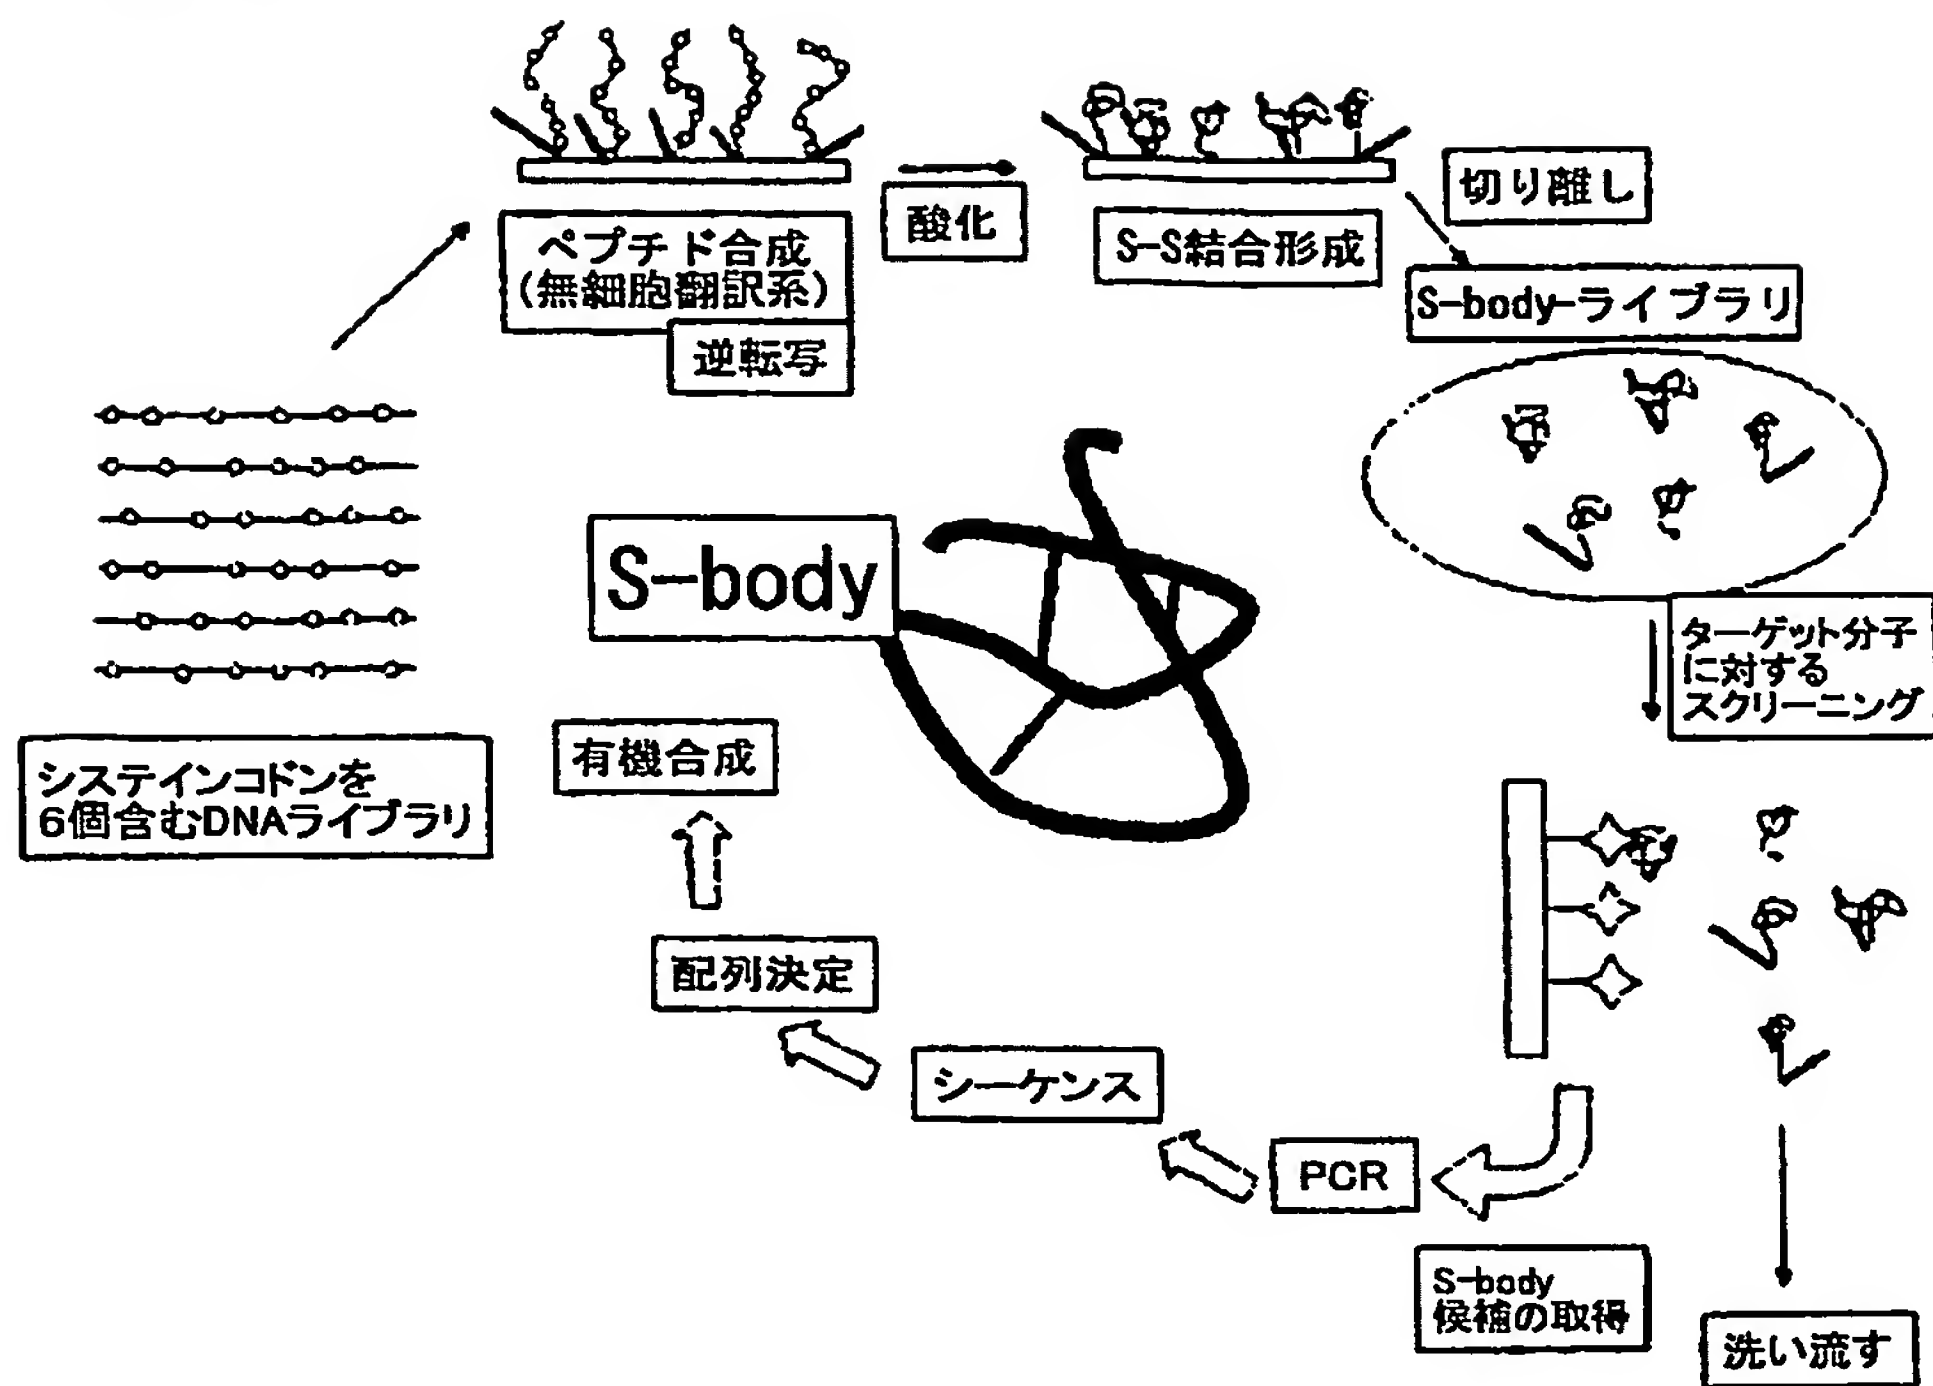 ペプチド合成
(無細胞翻訳系)
逆転写
酸化
S-S結合形成
切り離し
S-body-ライブラリ
システインコドンを
6個含むDNAライブラリ
S-body
ターゲット分子
に対する
スクリーニング
洗い流す
S-body
候補の取得
PCR
シーケンス
配列決定
有機合成